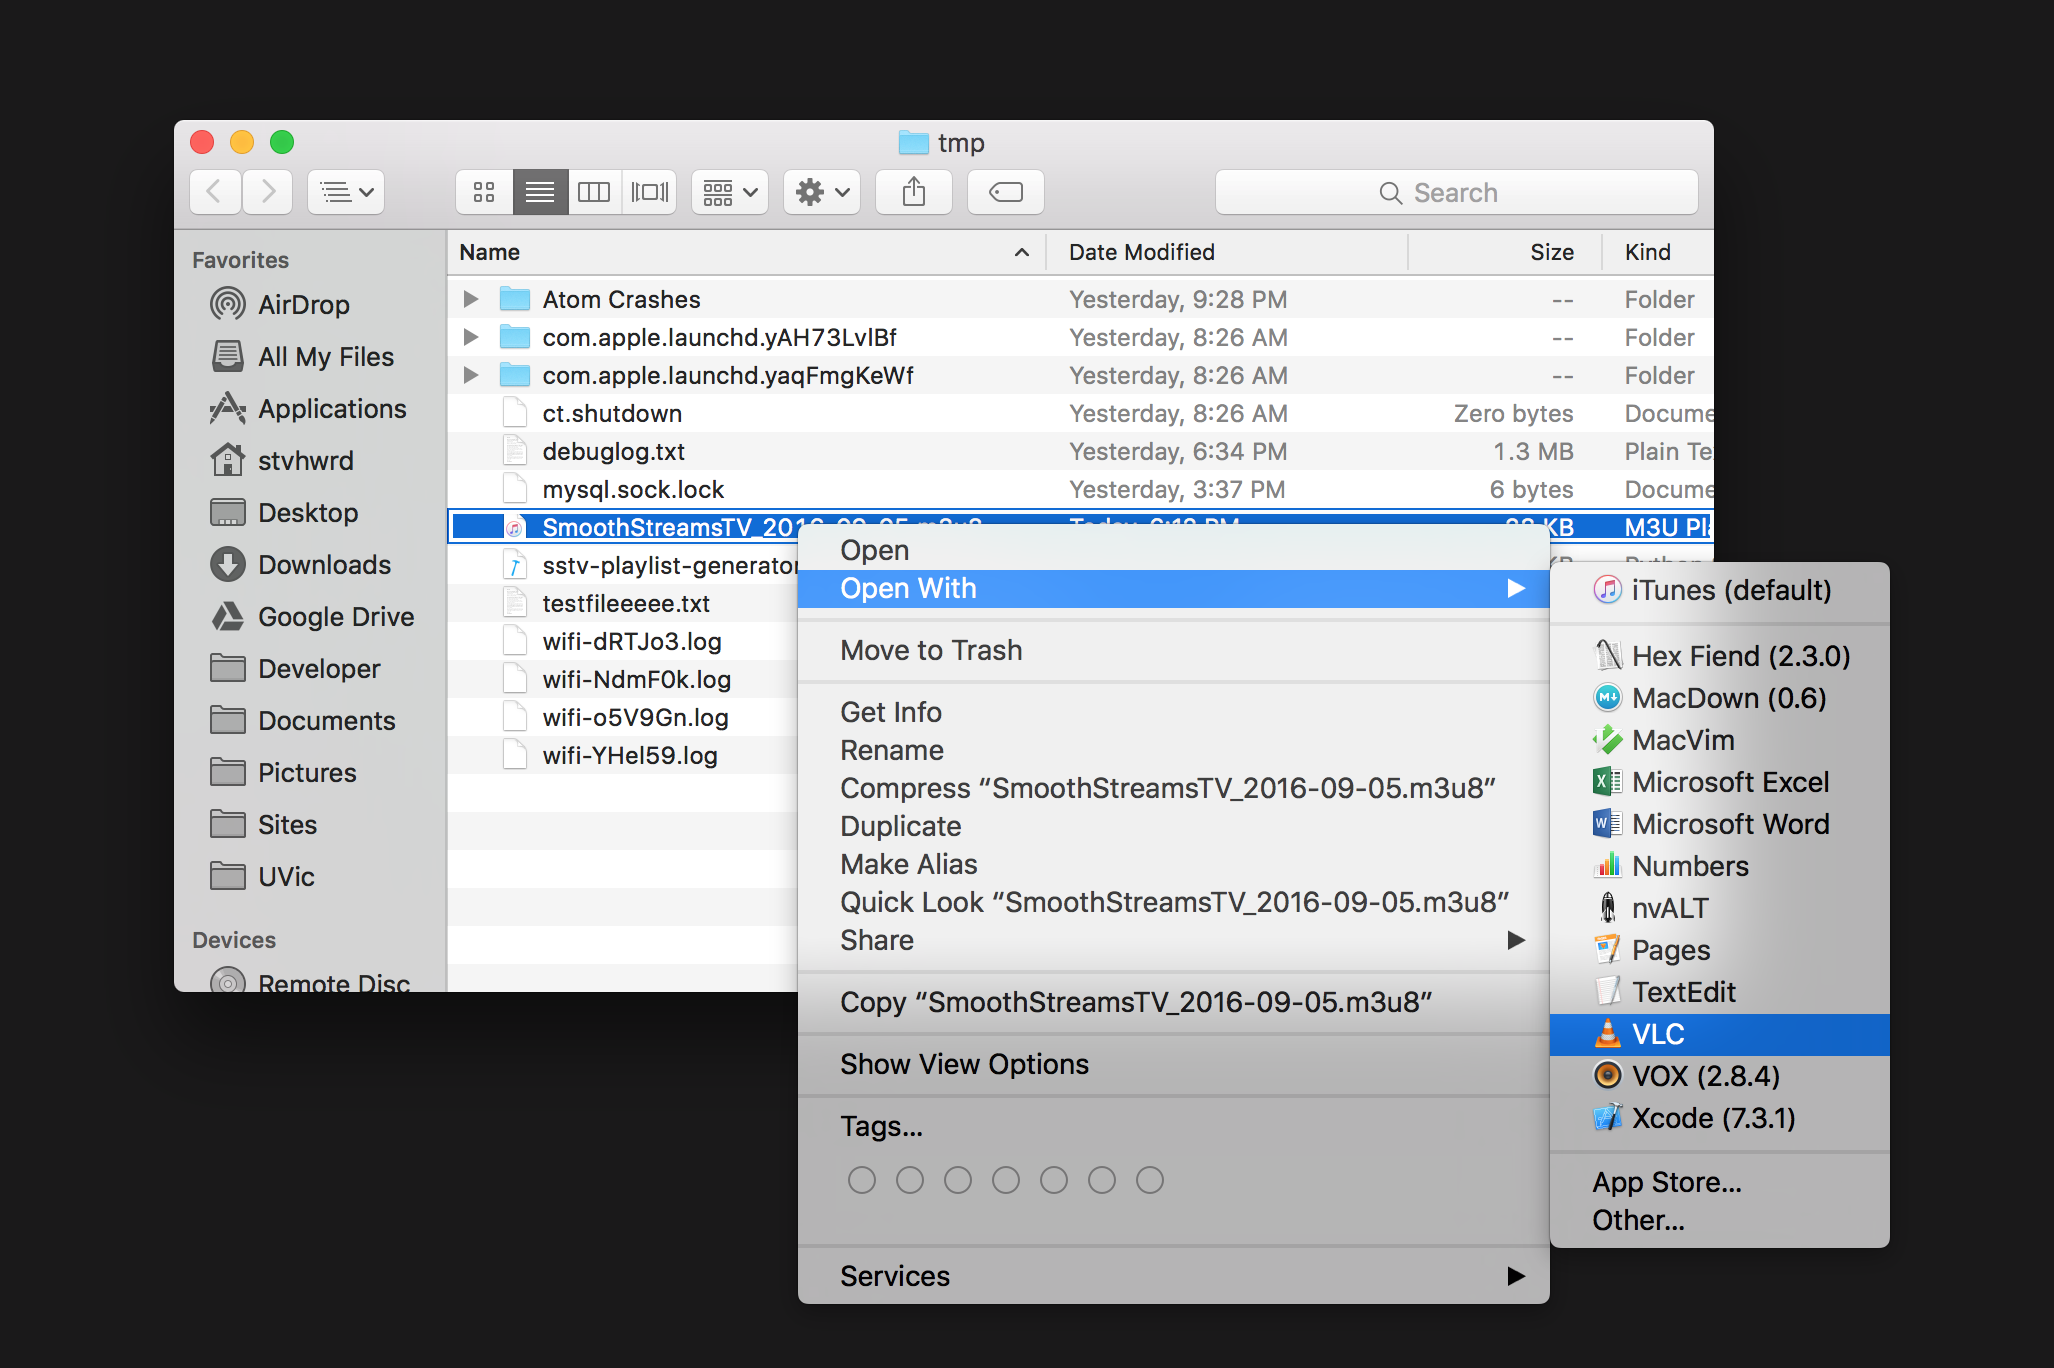 tmp
Search
Favorites
AirDrop
All My Files
Applications
stvhwrd
Desktop
Downloads
Google Drive
Developer
Documents
Pictures
Sites
UVic
Devices
Remote Disc
Name Date Modified Size Kind
Atom Crashes Yesterday, 9:28 PM -- Folder
com.apple.launchd.yAH73LvlBf Yesterday, 8:26 AM -- Folder
com.apple.launchd.yaqFmgKeWf Yesterday, 8:26 AM -- Folder
ct.shutdown Yesterday, 8:26 AM Zero bytes Docume
debuglog.txt Yesterday, 6:34 PM 1.3 MB Plain Te
mysql.sock.lock Yesterday, 3:37 PM 6 bytes Docume
SmoothStreamsTV_2016-09-05.m3u8 Today, KB M3U Pl
sstv-playlist-generator
testfileeeee.txt
wifi-dRTJo3.log
wifi-NdmF0k.log
wifi-o5V9Gn.log
wifi-YHel59.log
Open
Open With
Move to Trash
Get Info
Rename
Compress “SmoothStreamsTV_2016-09-05.m3u8”
Duplicate
Make Alias
Quick Look “SmoothStreamsTV_2016-09-05.m3u8”
Share
Copy “SmoothStreamsTV_2016-09-05.m3u8”
Show View Options
Tags...
Services
iTunes (default)
Hex Fiend (2.3.0)
MacDown (0.6)
MacVim
Microsoft Excel
Microsoft Word
Numbers
nvALT
Pages
TextEdit
VLC
VOX (2.8.4)
Xcode (7.3.1)
App Store...
Other...